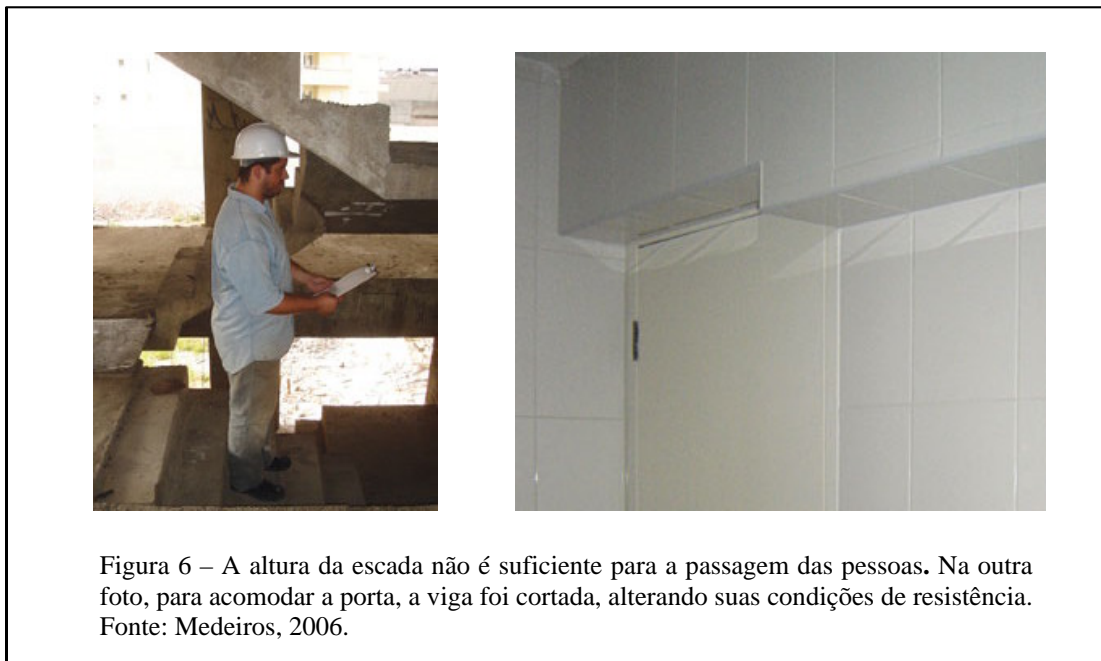 Figura 6 – A altura da escada não é suficiente para a passagem das pessoas. Na outra
foto, para acomodar a porta, a viga foi cortada, alterando suas condições de resistência.
Fonte: Medeiros, 2006.